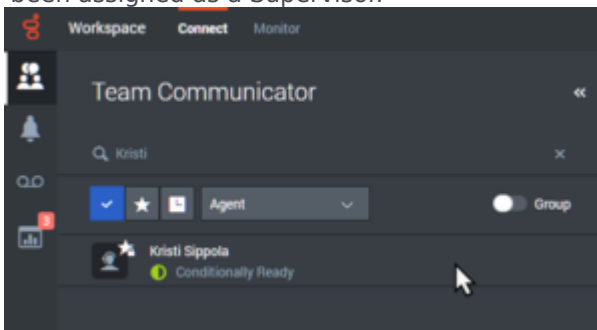 been assigned as a Supervisor.
Workspace Connect Monitor
Team Communicator
Kristi
3
Agent Group
Kristi Sippola
Conditionally Ready